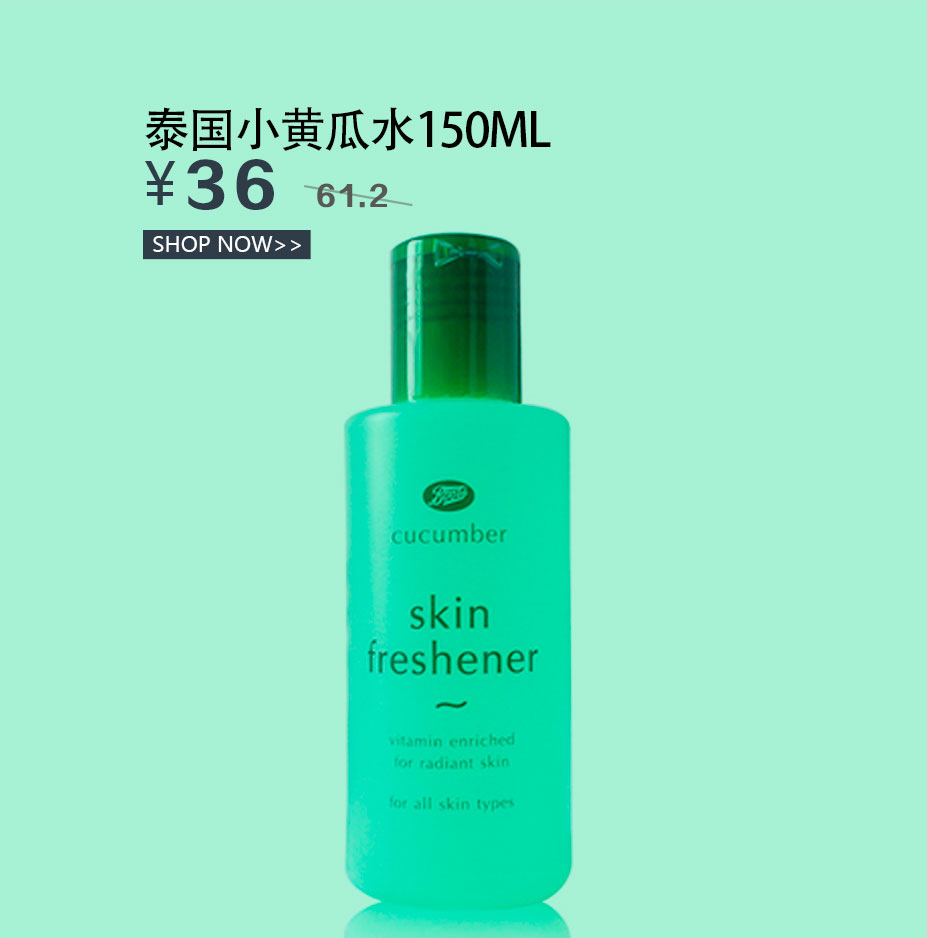 泰国小黄瓜水150ML
¥36 61.2
SHOP NOW>>
Boots
cucumber
skin
freshener
~
vitamin enriched
for radiant skin
for all skin types